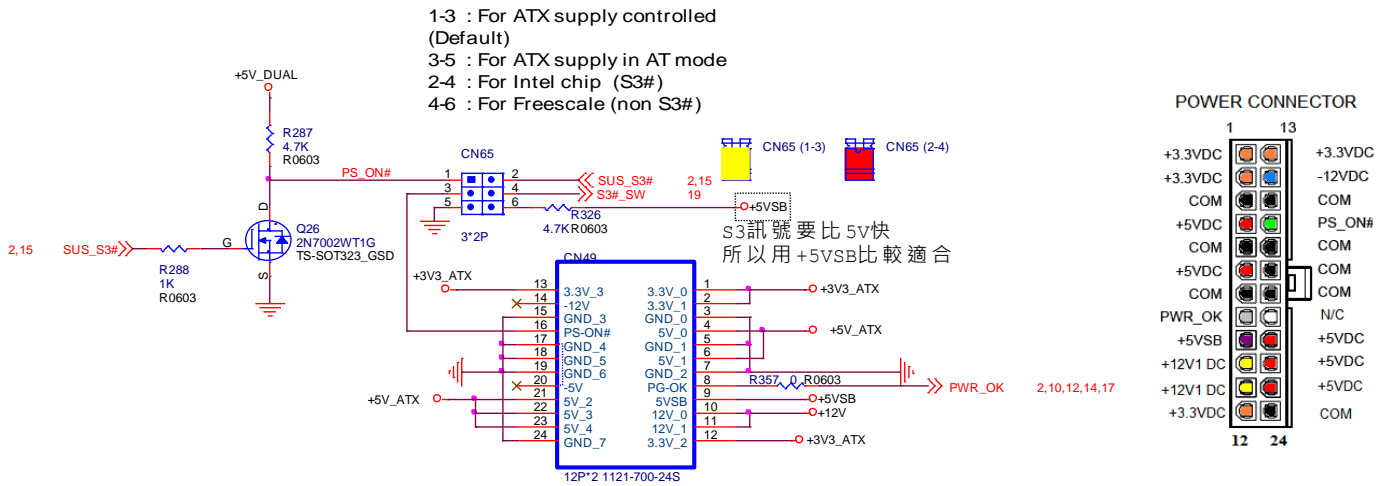 1-3 : For ATX supply controlled
(Default)
3-5 : For ATX supply in AT mode
2-4 : For Intel chip (S3#)
4-6 : For Freescale (non S3#)
+5V_DUAL
R287
4.7K
R0603
PS_ON#
CN65
1
2
3
4
5
6
3*2P
SUS_S3#
2,15
S3#_SW
19
R326
4.7K R0603
+5VSB
CN65 (1-3)
CN65 (2-4)
S3訊號要比5V快
所以用+5VSB比較適合
2,15
SUS_S3#
R288
1K
R0603
D
G
S
Q26
2N7002WT1G
TS-SOT323_GSD
CN49
+3V3_ATX
13 3.3V_3
14 -12V
15 GND_3
16 PS-ON#
17 GND_4
18 GND_5
19 GND_6
20 -5V
21 5V_2
22 5V_3
23 5V_4
24 GND_7
+5V_ATX
3.3V_0 1
3.3V_1 2
GND_0 3
5V_0 4
GND_1 5
5V_1 6
GND_2 7
PG-OK 8
5VSB 9
12V_0 10
12V_1 11
3.3V_2 12
+3V3_ATX
+5V_ATX
R357 0 R0603
PWR_OK
2,10,12,14,17
+5VSB
+12V
+3V3_ATX
12P*2 1121-700-24S
POWER CONNECTOR
1 13
+3.3VDC +3.3VDC
+3.3VDC -12VDC
COM COM
+5VDC PS_ON#
COM COM
+5VDC COM
COM COM
PWR_OK N/C
+5VSB +5VDC
+12V1 DC +5VDC
+12V1 DC +5VDC
+3.3VDC COM
12 24